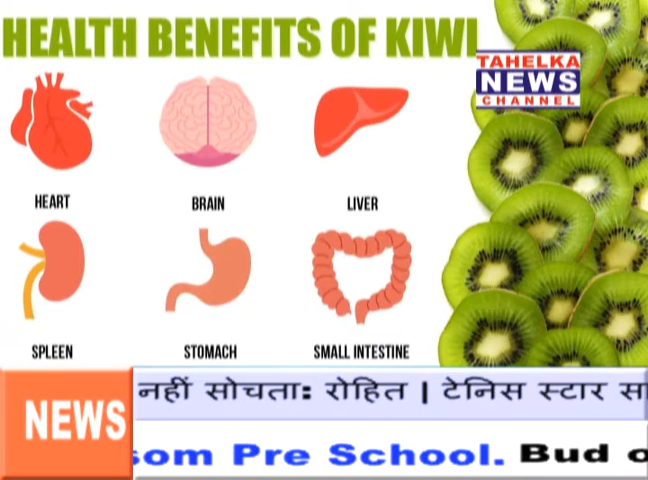 HEALTH BENEFITS OF KIWI
TAHELKA
NEWS
CHANNEL
HEART
BRAIN
LIVER
SPLEEN
STOMACH
SMALL INTESTINE
NEWS
नहीं सोचता: रोहित | टेनिस स्टार
Pre School. Bud